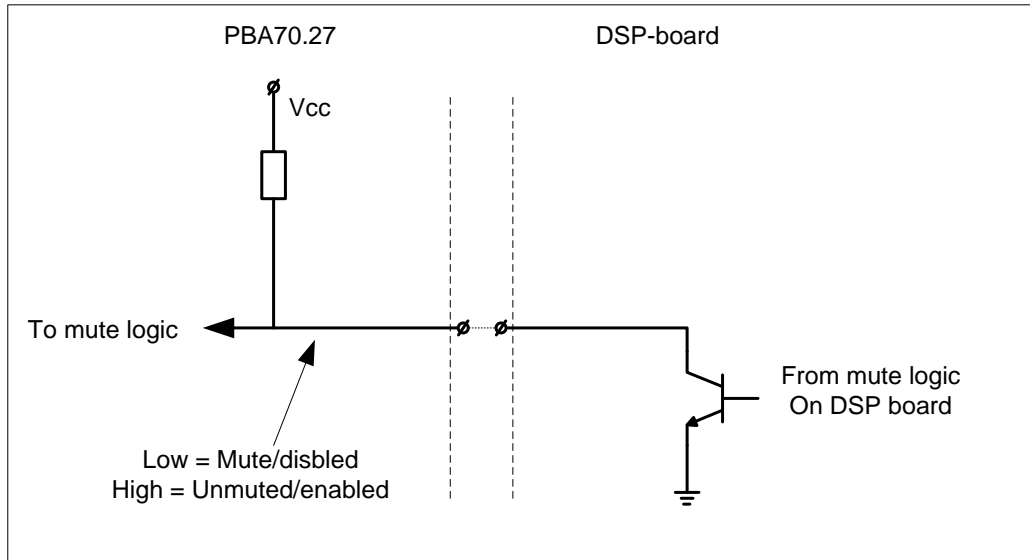 PBA70.27
DSP-board
Vcc
To mute logic
From mute logic
On DSP board
Low = Mute/disbled
High = Unmuted/enabled